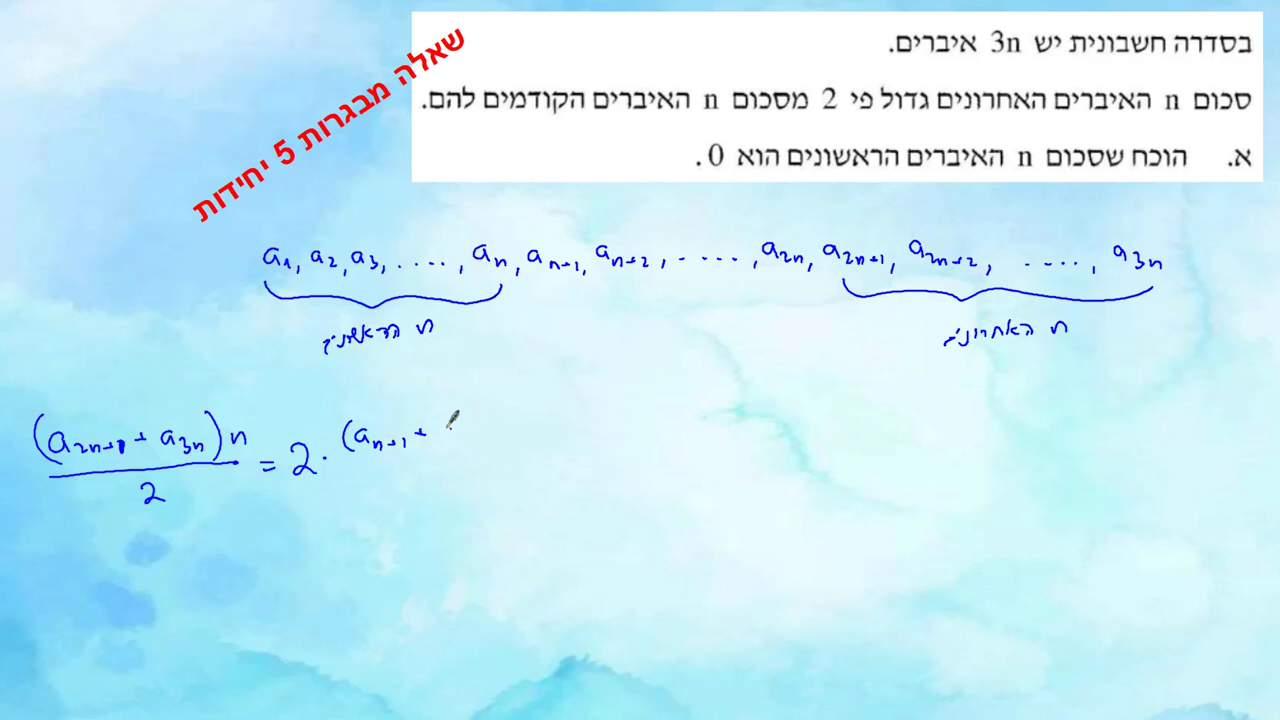 בסדרה חשבונית יש 3n איברים.
סכום n האיברים האחרונים גדול פי 2 מסכום n האיברים הקודמים להם.
א. הוכח שסכום n האיברים הראשונים הוא 0.
שאלה מבגרות 5 יחידות
a₁, a₂, a₃, ....., aₙ, aₙ₊₁, aₙ₊₂, ....., a₂ₙ, a₂ₙ₊₁, a₂ₙ₊₂, ....., a₃ₙ
n הראשונים
n האחרונים
(a₂ₙ₊₁ + a₃ₙ)n / 2 = 2 · (aₙ₊₁ +